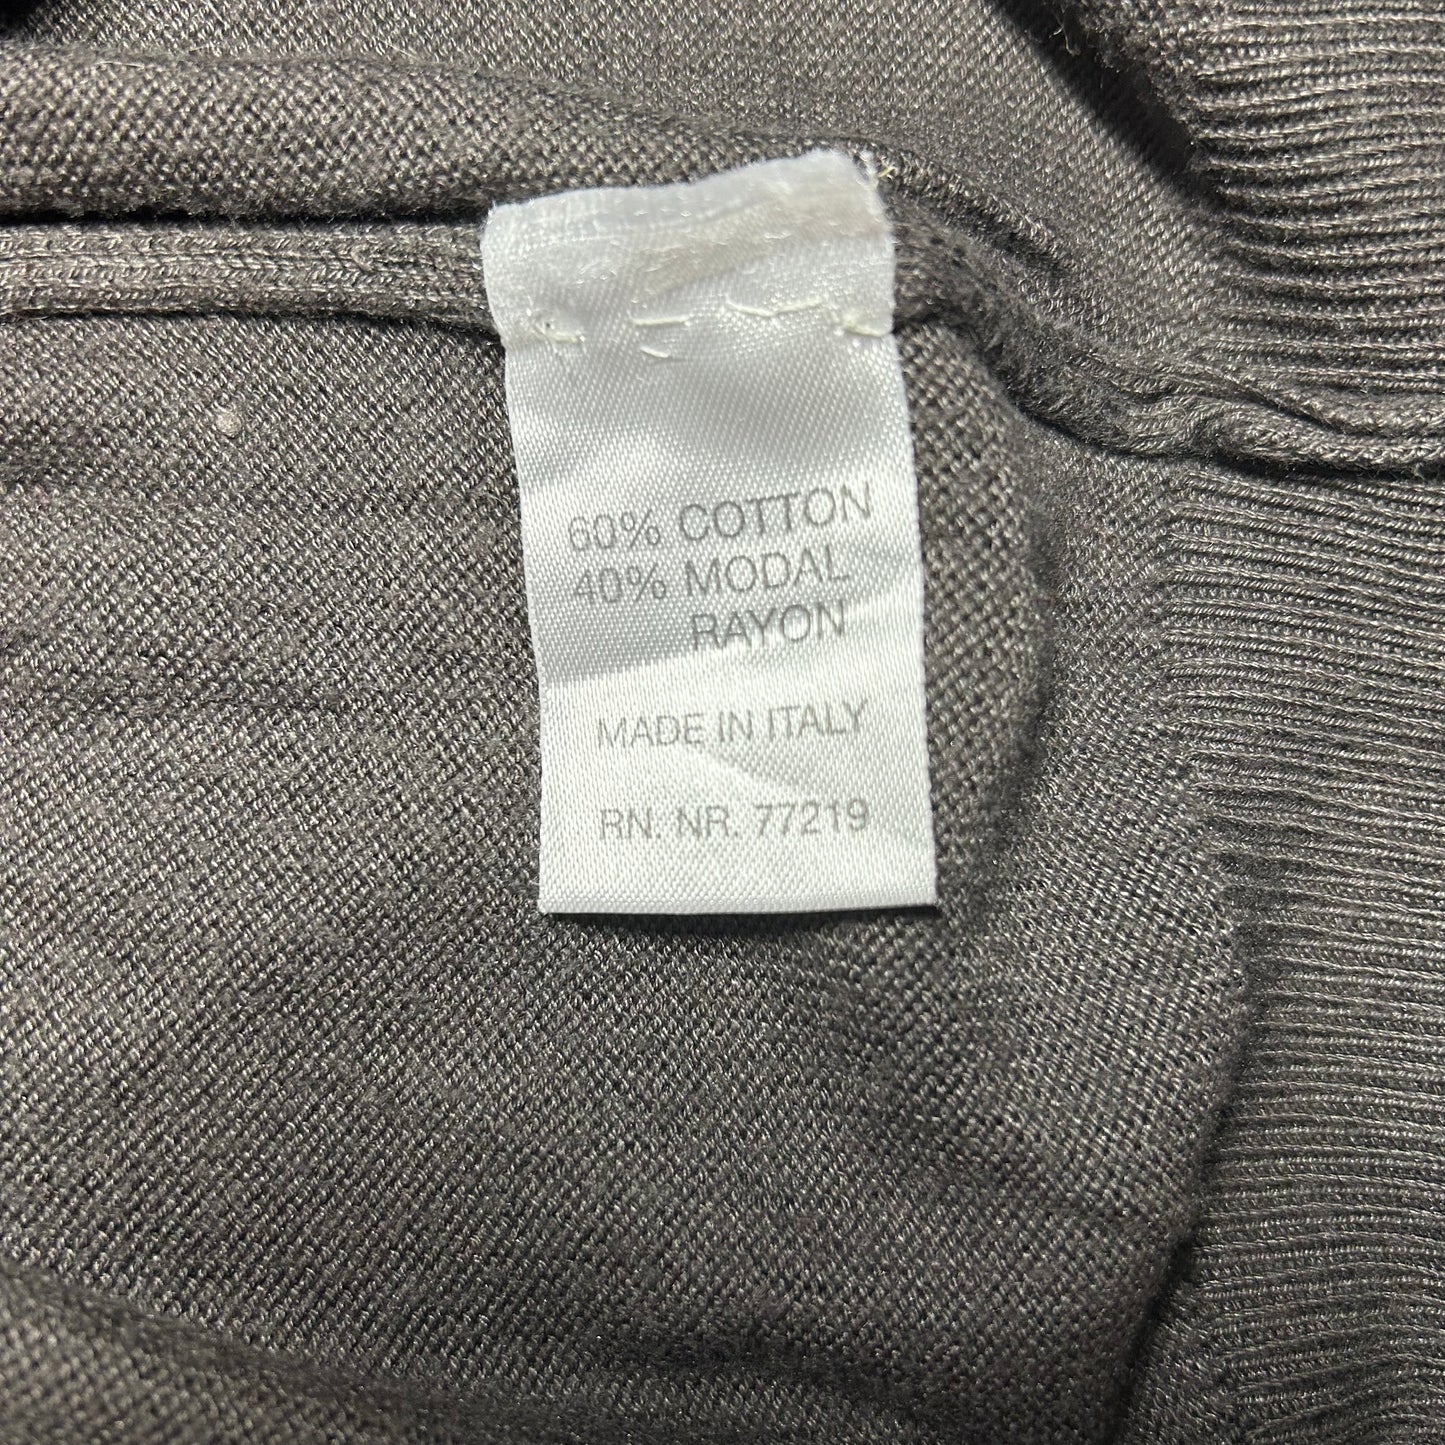 60% COTTON
40% MODAL
RAYON
MADE IN ITALY
RN. NR. 77219